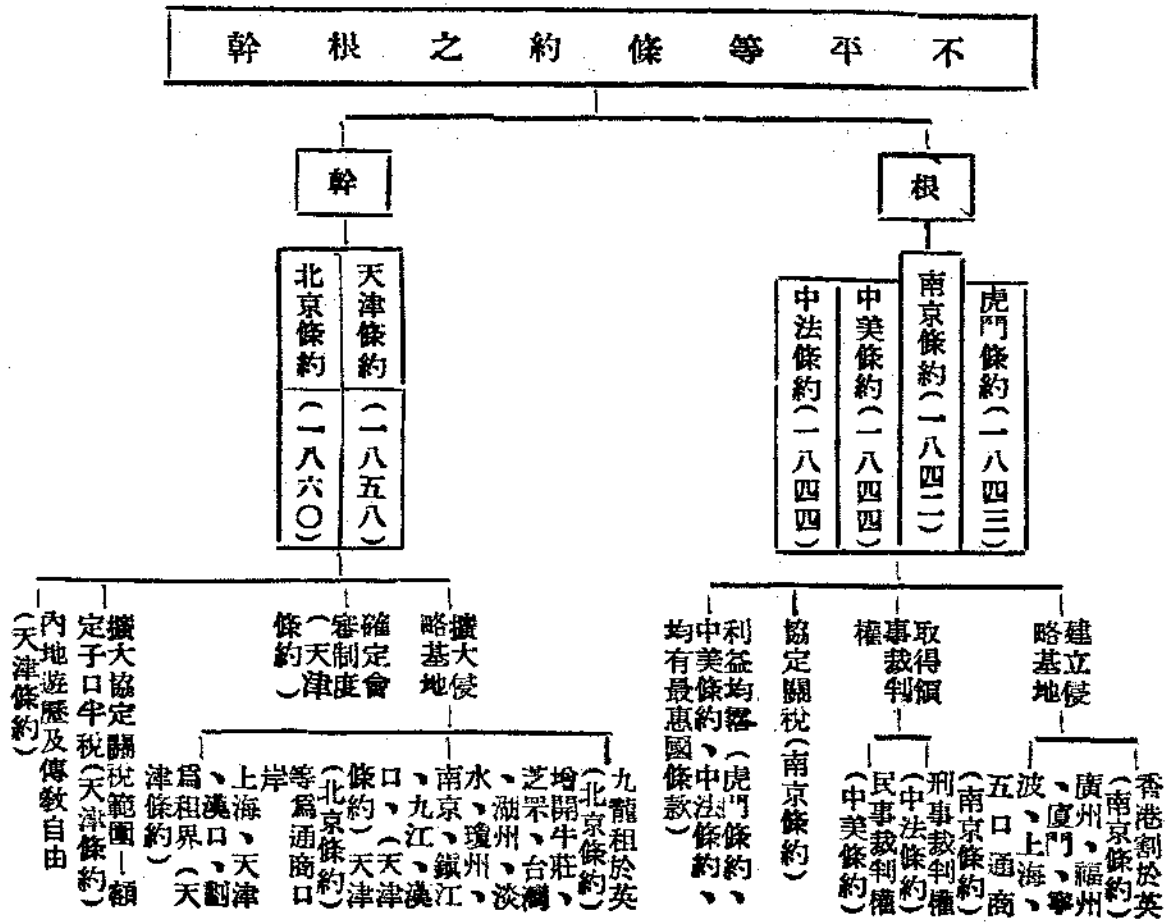 不平等條約之根幹
根
虎門條約(一八四三)
南京條約(一八四二)
中美條約(一八四四)
中法條約(一八四四)
建立侵
略基地
香港割於英
(南京條約)
廣州、福州
、廈門、寧
波、上海、
五口通商
(南京條約)
取得領
事裁判
權
刑事裁判權
(中法條約)
民事裁判權
(中美條約)
協定關稅(南京條約)
利益均霑(虎門條約、
中美條約、中法條約、
均有最惠國條款)
幹
天津條約(一八五八)
北京條約(一八六〇)
擴大侵
略基地
九龍租於英
(北京條約)
增開牛莊、
芝罘、台灣
、潮州、淡
水、瓊州、
南京、鎮江
、九江、漢
口、(天津
條約)天津
(北京條約)
等為通商口
岸
上海、天津
、漢口、劃
為租界(天
津條約)
確定會
審制度
(天津
條約)
擴大協定關稅範圍—額
定子口半稅(天津條約)
內地遊歷及傳教自由
(天津條約)